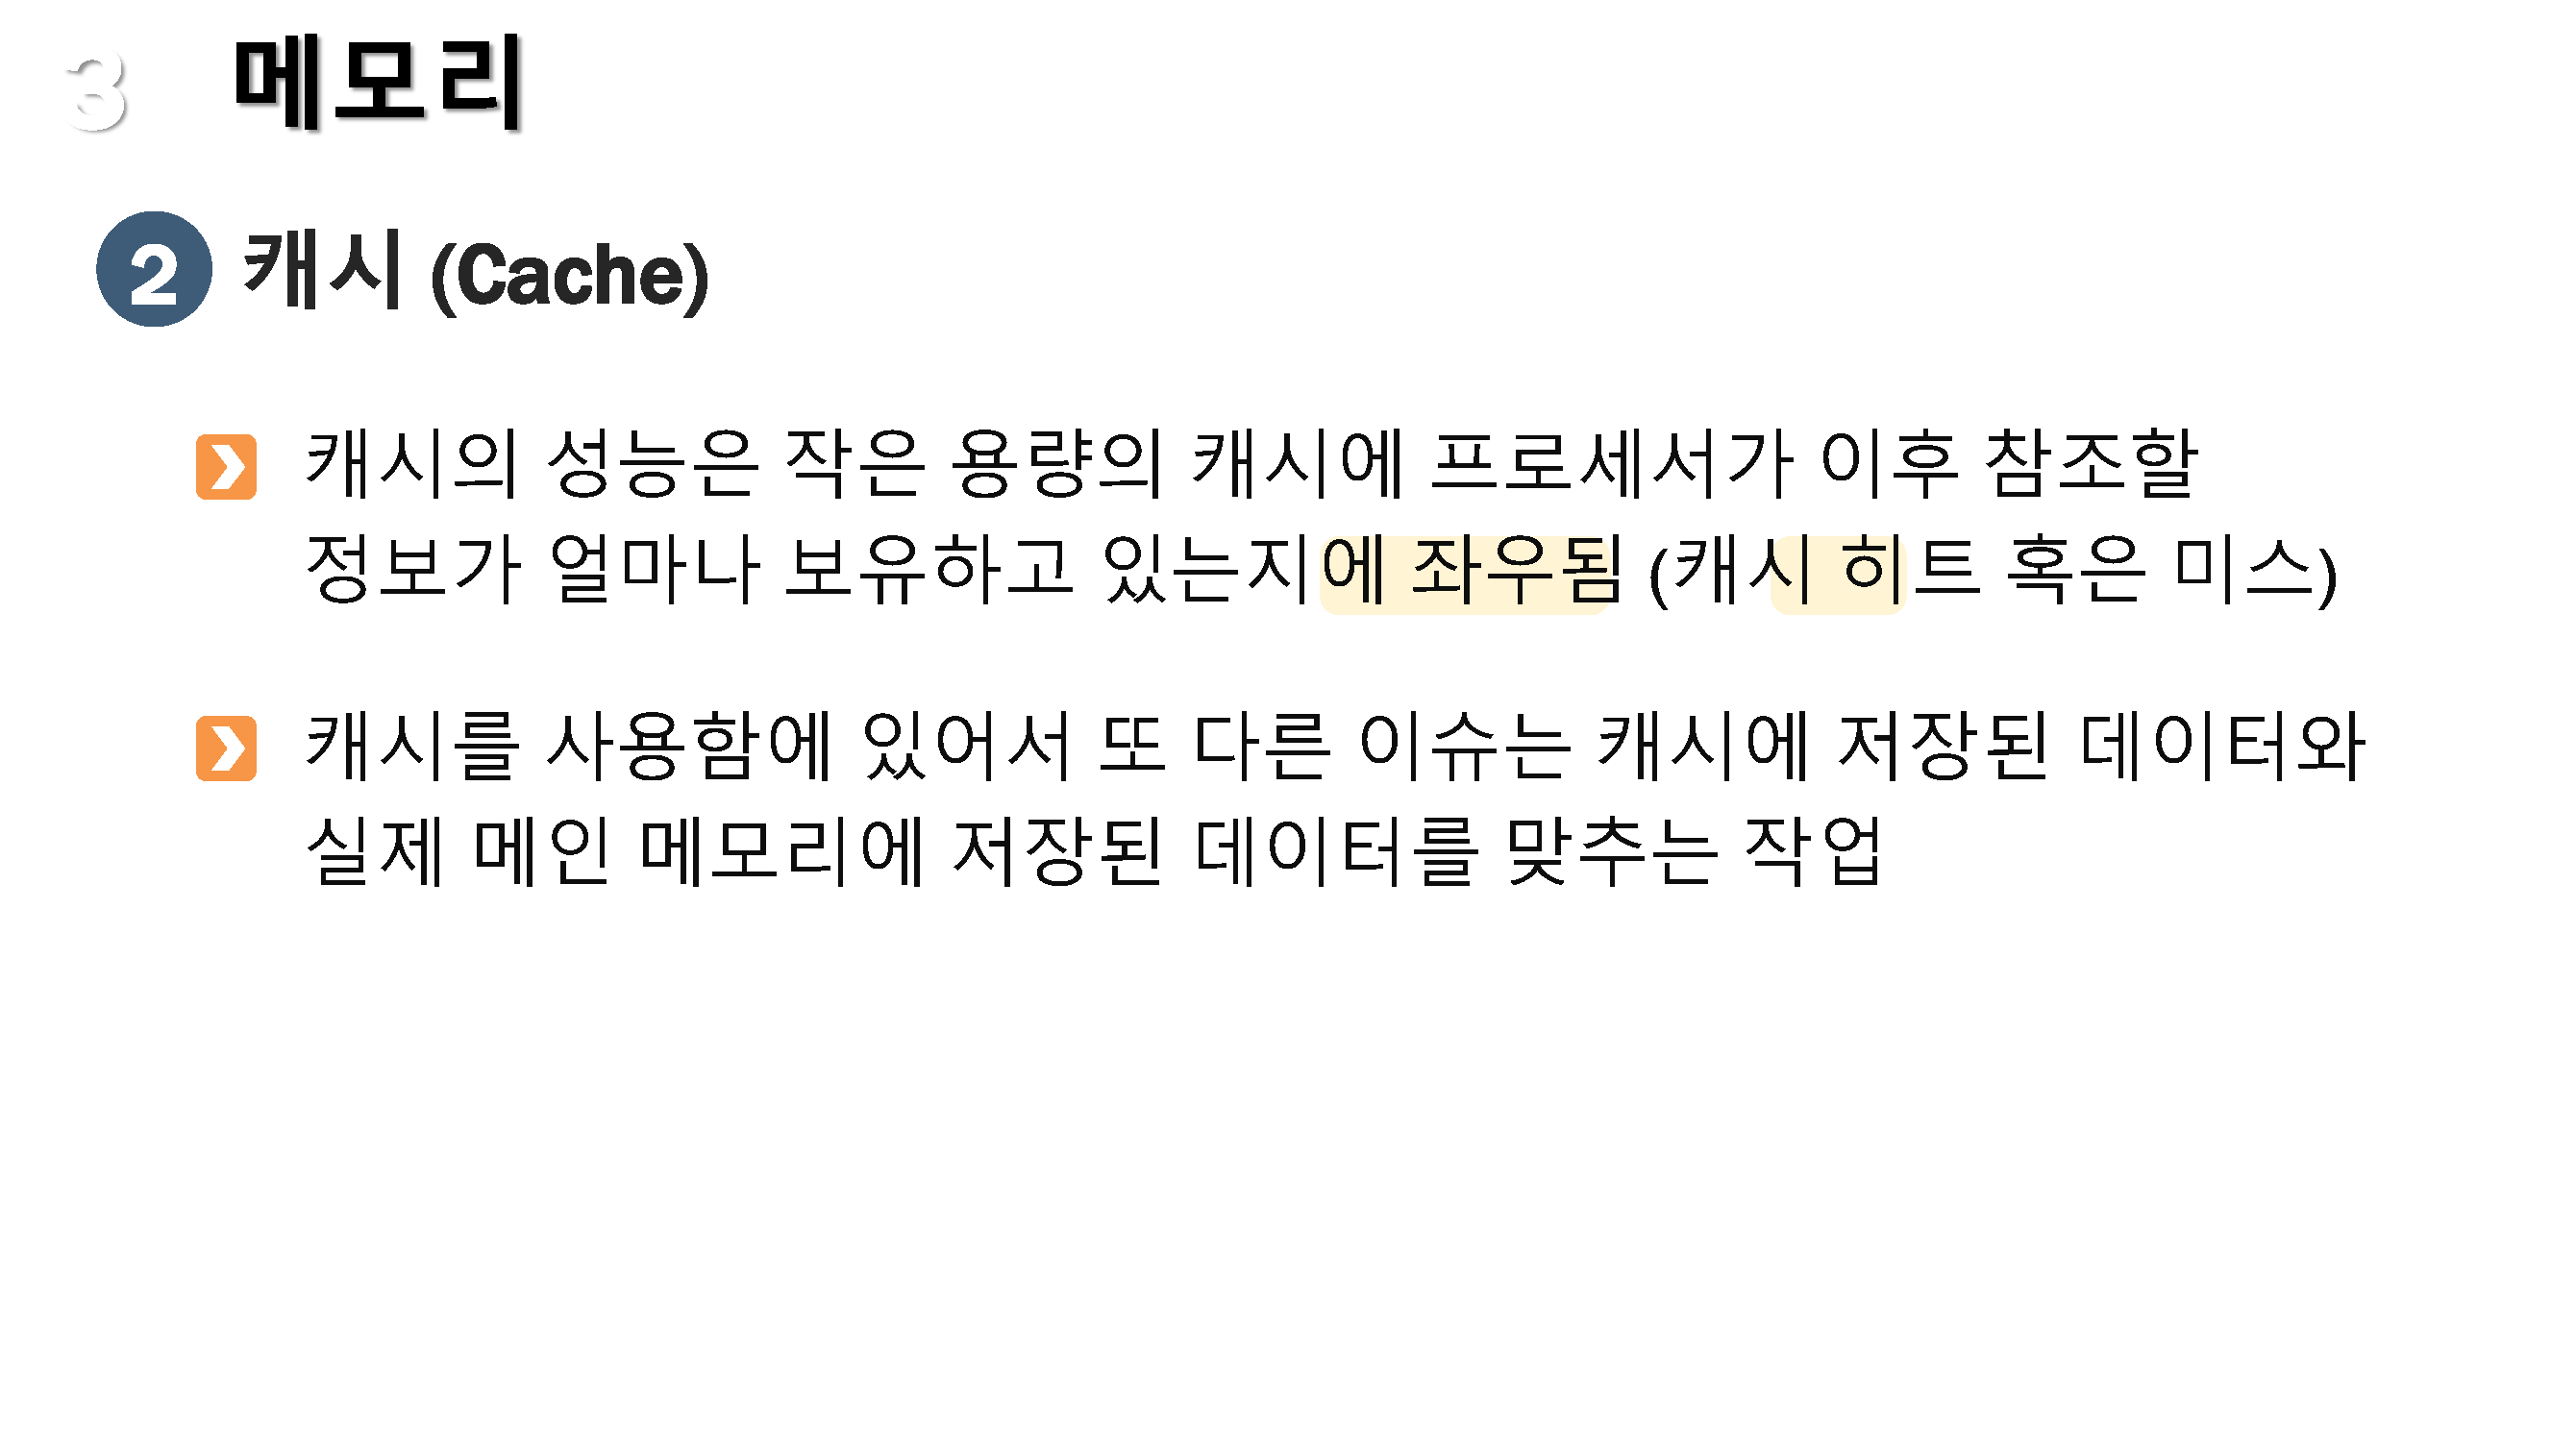 3 메모리
2 캐시 (Cache)
캐시의 성능은 작은 용량의 캐시에 프로세서가 이후 참조할
정보가 얼마나 보유하고 있는지에 좌우됨 (캐시 히트 혹은 미스)
캐시를 사용함에 있어서 또 다른 이슈는 캐시에 저장된 데이터와
실제 메인 메모리에 저장된 데이터를 맞추는 작업